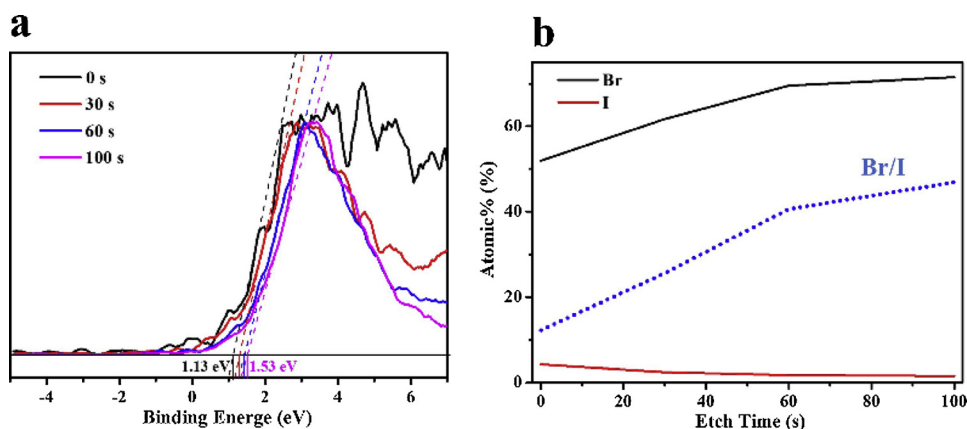 a
0 s
30 s
60 s
100 s
1.13 eV
1.53 eV
-4 -2 0 2 4 6
Binding Energe (eV)
b
Br
I
Br/I
60
40
20
0
Atomic% (%)
0 20 40 60 80 100
Etch Time (s)